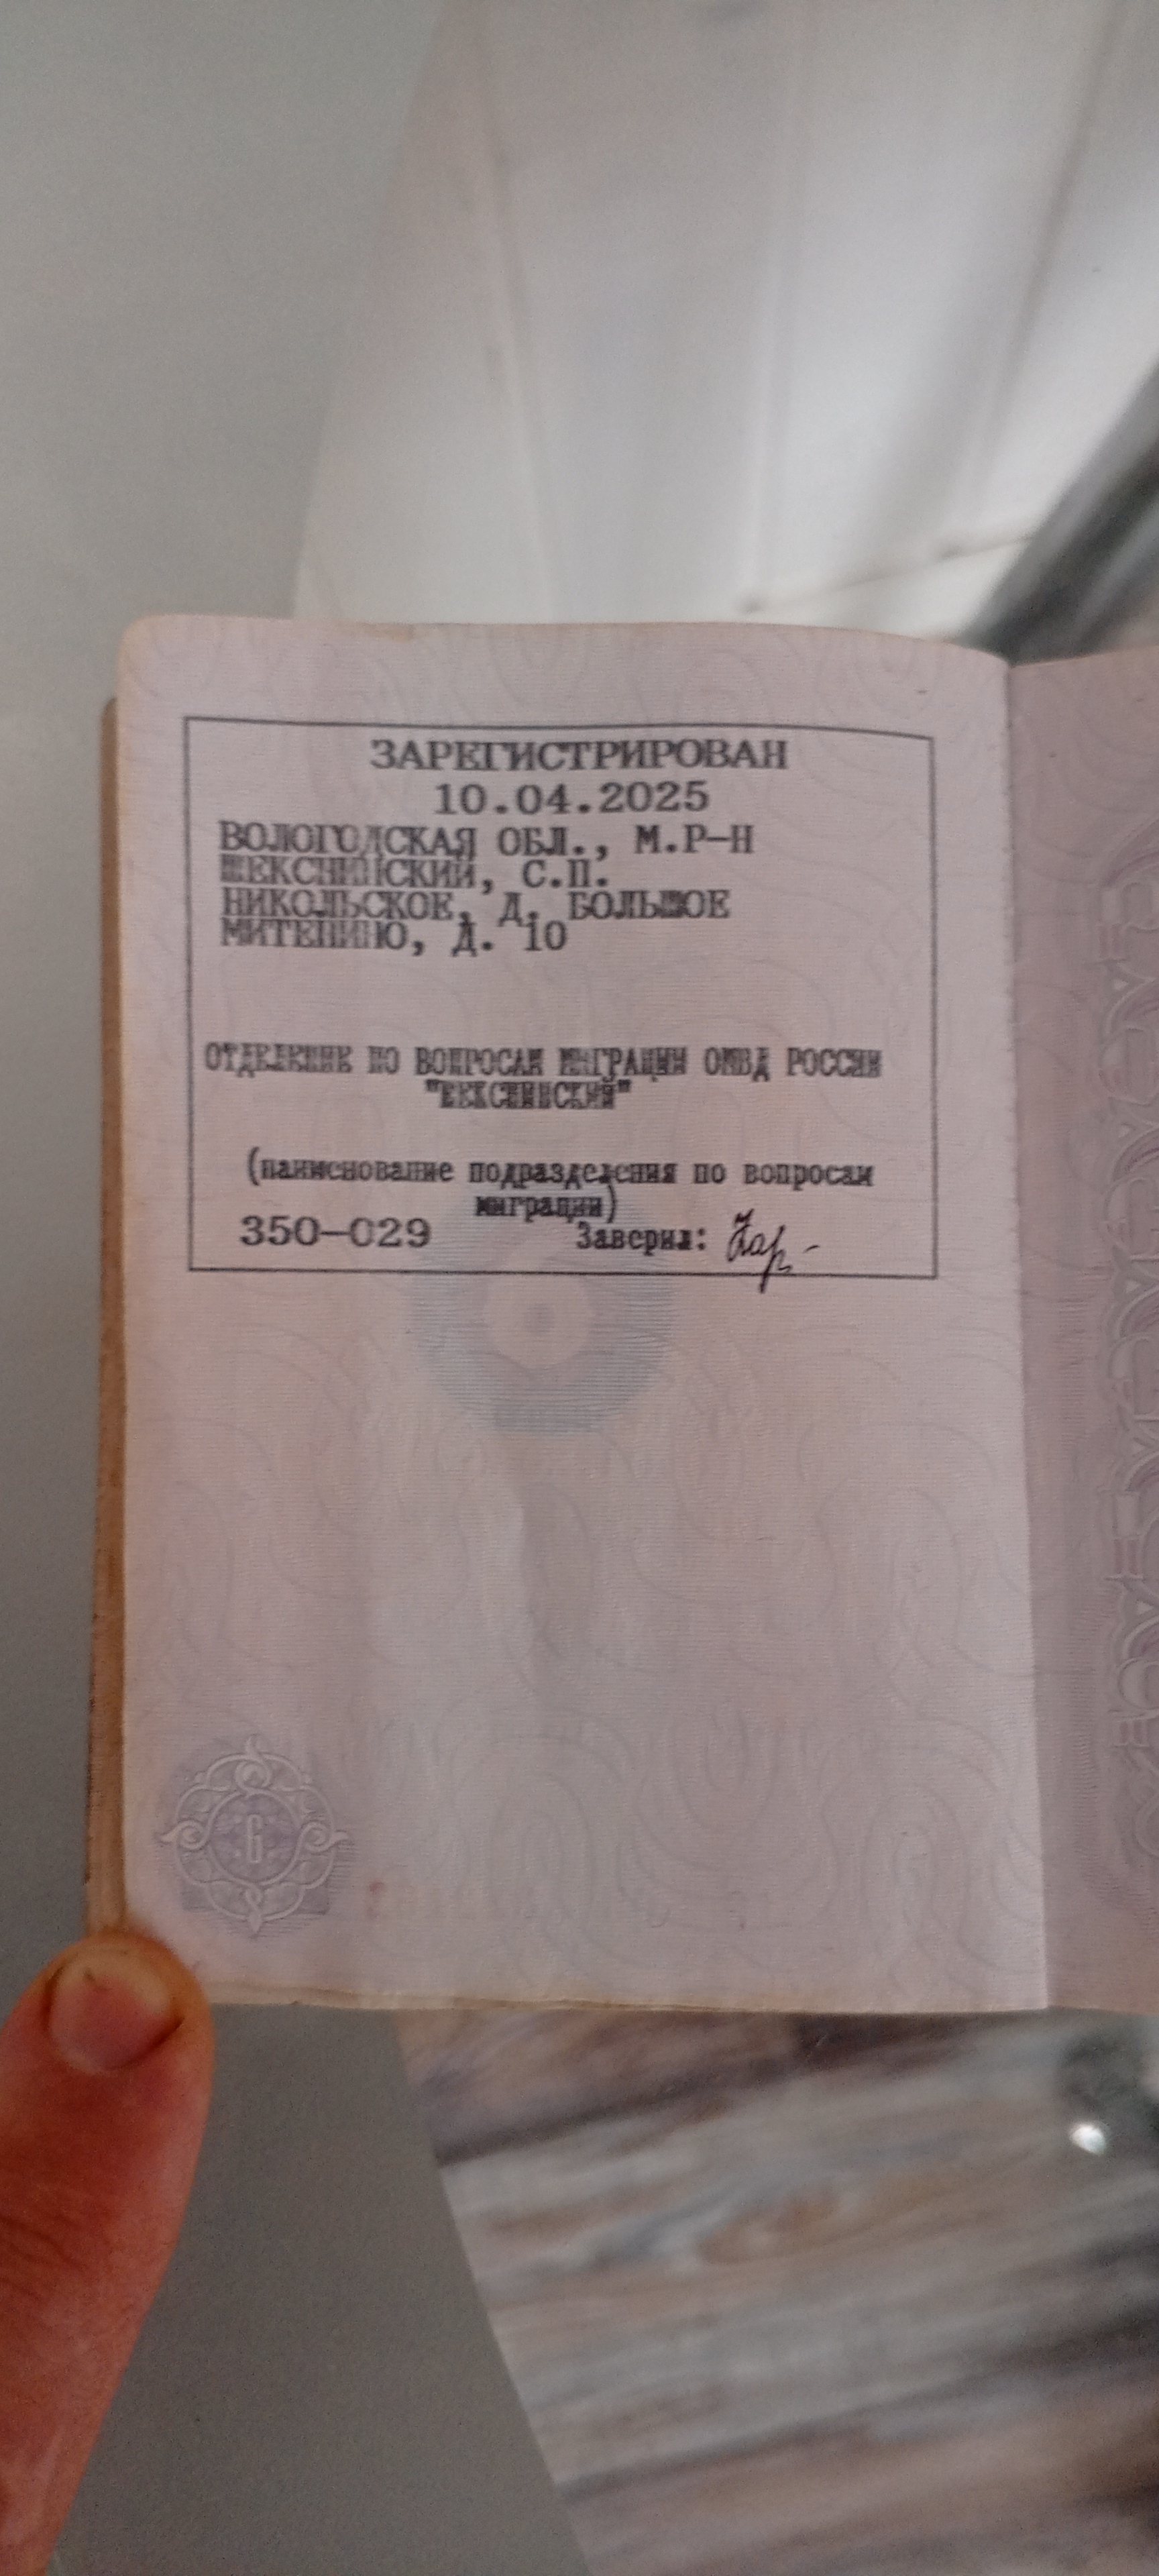 ЗАРЕГИСТРИРОВАН
10.04.2025
ВОЛОГОДСКАЯ ОБЛ., М.Р-Н
ШЕКСНИНСКИЙ, С.П.
НИКОЛЬСКОЕ, Д. БОЛЬШОЕ
МИТЕНИНО, Д. 10
ОТДЕЛЕНИЕ ПО ВОПРОСАМ МИГРАЦИИ ОМВД РОССИИ
"ШЕКСНИНСКИЙ"
(наименование подразделения по вопросам
миграции)
350-029 Заверил:
6